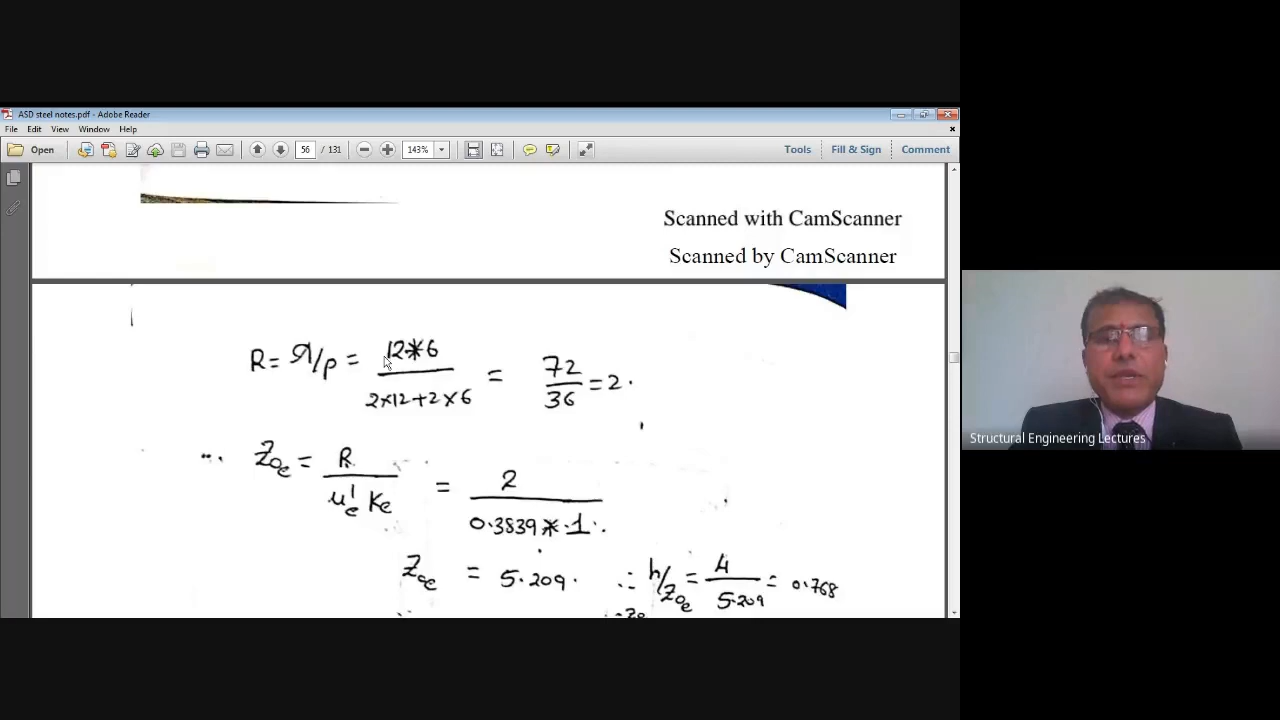 ASD steel notes.pdf - Adobe Reader
File Edit View Window Help
Open 56 / 131 143% Tools Fill & Sign Comment
Scanned with CamScanner
Scanned by CamScanner
R = A/p = 12*6 / 2×12+2×6 = 72/36 = 2.
Zoe = R / μ'e Ke = 2 / 0.3839*1.
Zoe = 5.209. ∴ h/Zoe = 4/5.209 = 0.768
Structural Engineering Lectures